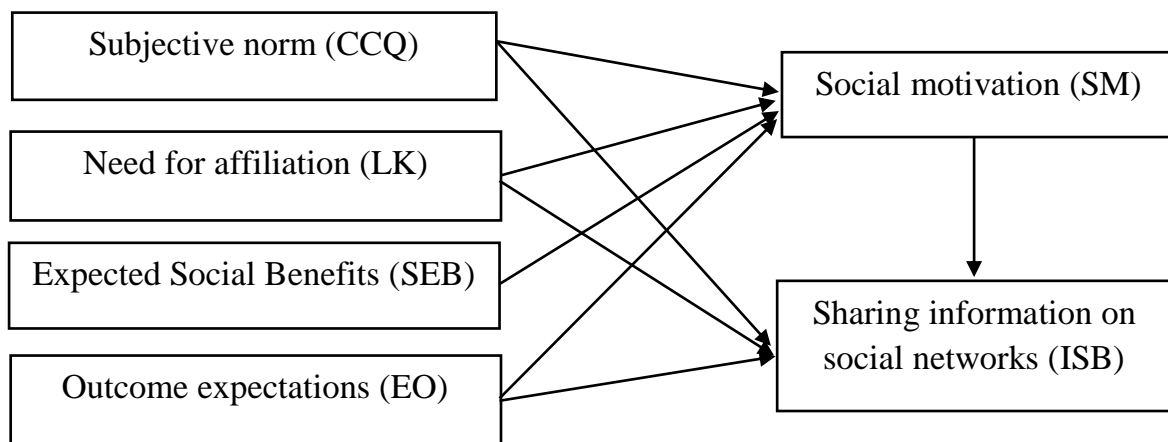 Subjective norm (CCQ)
Need for affiliation (LK)
Expected Social Benefits (SEB)
Outcome expectations (EO)
Social motivation (SM)
Sharing information on
social networks (ISB)